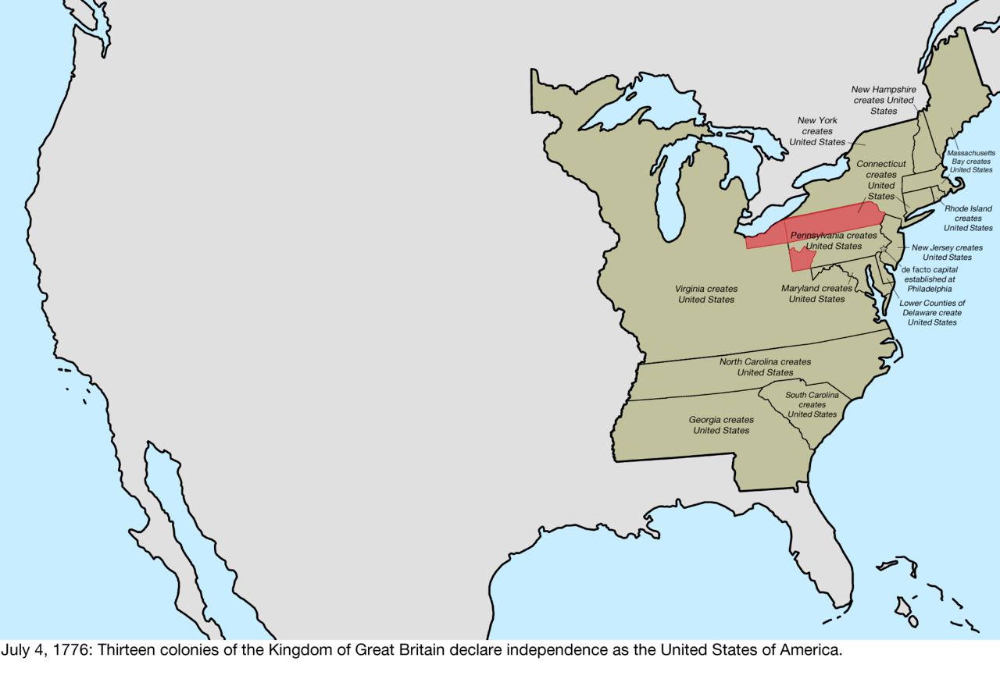 New Hampshire
creates United
States
New York
creates
United States
Massachusetts
Bay creates
United States
Connecticut
creates
United
States
Rhode Island
creates
United States
Pennsylvania creates
United States
New Jersey creates
United States
de facto capital
established at
Philadelphia
Virginia creates
United States
Maryland creates
United States
Lower Counties of
Delaware create
United States
North Carolina creates
United States
South Carolina
creates
United States
Georgia creates
United States
July 4, 1776: Thirteen colonies of the Kingdom of Great Britain declare independence as the United States of America.